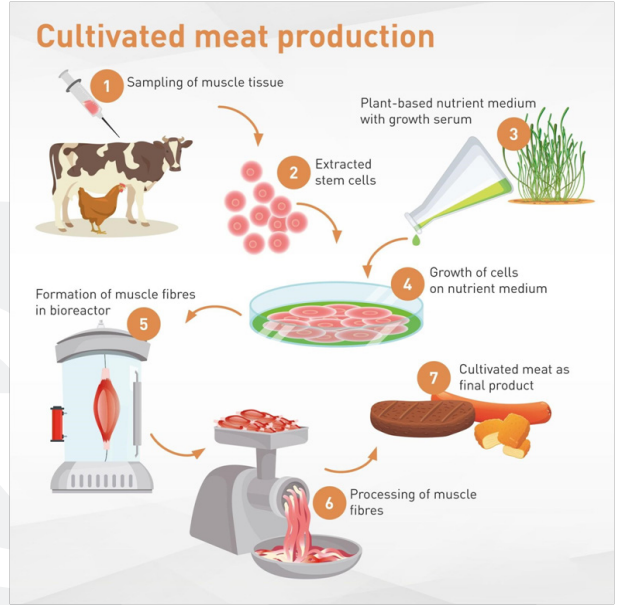 Cultivated meat production
1
Sampling of muscle tissue
2
Extracted
stem cells
Plant-based nutrient medium
with growth serum
3
4
Growth of cells
on nutrient medium
Formation of muscle fibres
in bioreactor
5
6
Processing of muscle
fibres
7
Cultivated meat as
final product